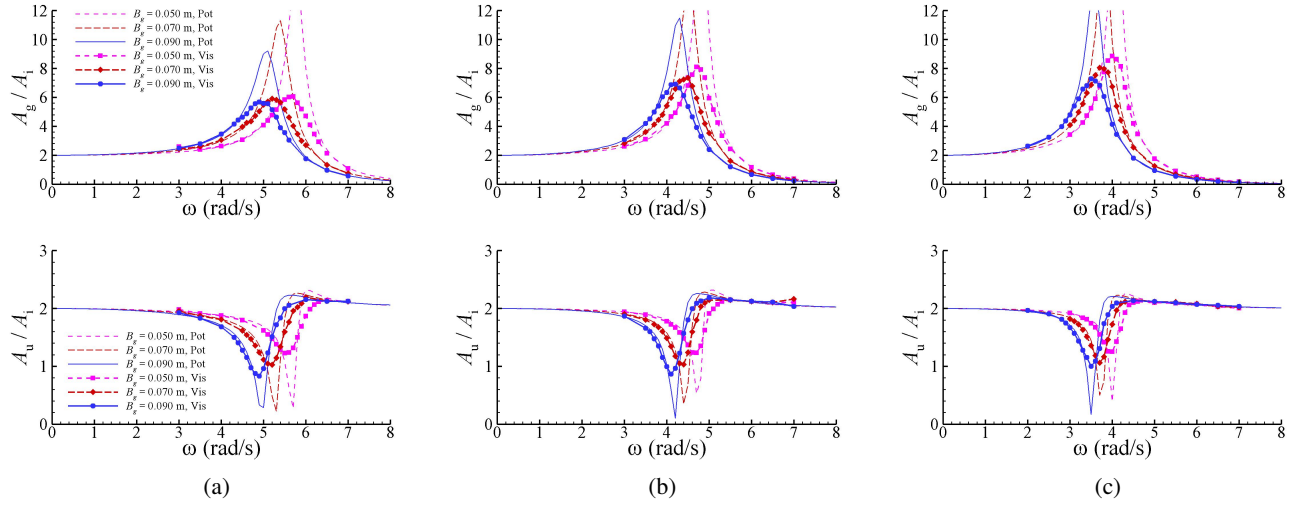 12
10
8
6
4
2
0
A_g / A_i
B_g = 0.050 m, Pot
B_g = 0.070 m, Pot
B_g = 0.090 m, Pot
B_g = 0.050 m, Vis
B_g = 0.070 m, Vis
B_g = 0.090 m, Vis
0 1 2 3 4 5 6 7 8
ω (rad/s)
12
10
8
6
4
2
0
A_g / A_i
0 1 2 3 4 5 6 7 8
ω (rad/s)
12
10
8
6
4
2
0
A_g / A_i
0 1 2 3 4 5 6 7 8
ω (rad/s)
3
2
1
0
A_u / A_i
B_g = 0.050 m, Pot
B_g = 0.070 m, Pot
B_g = 0.090 m, Pot
B_g = 0.050 m, Vis
B_g = 0.070 m, Vis
B_g = 0.090 m, Vis
0 1 2 3 4 5 6 7 8
ω (rad/s)
3
2
1
0
A_u / A_i
0 1 2 3 4 5 6 7 8
ω (rad/s)
3
2
1
0
A_u / A_i
0 1 2 3 4 5 6 7 8
ω (rad/s)
(a)
(b)
(c)